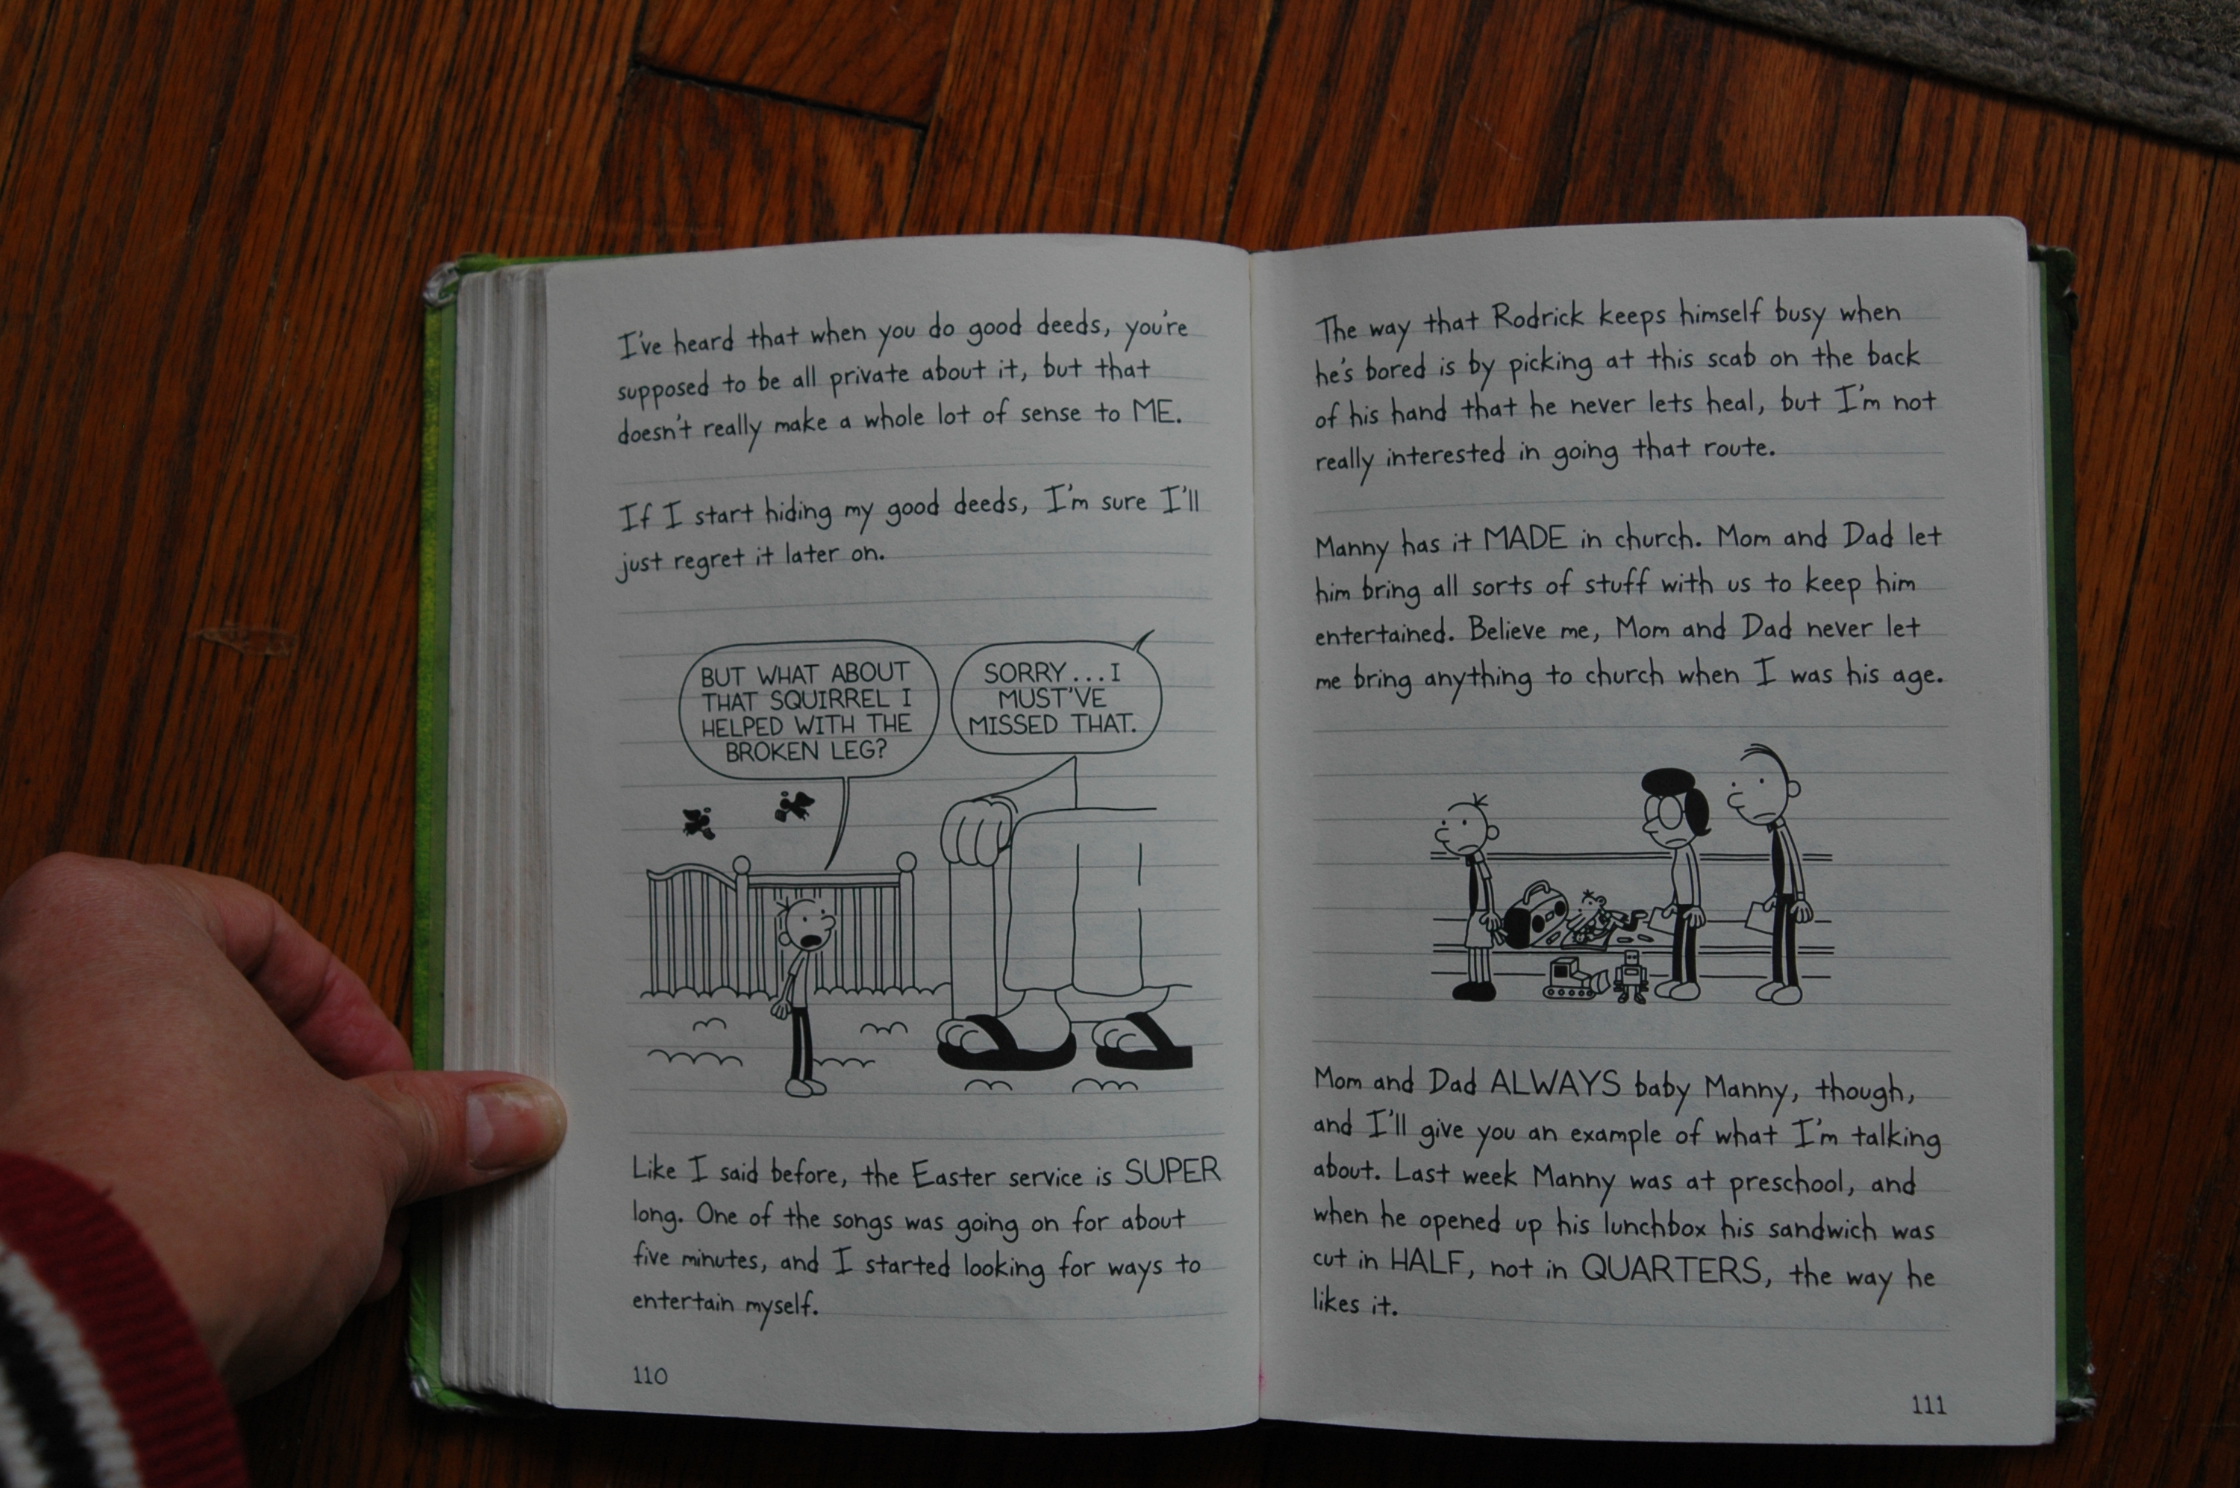 I've heard that when you do good deeds, you're
supposed to be all private about it, but that
doesn't really make a whole lot of sense to ME.
If I start hiding my good deeds, I'm sure I'll
just regret it later on.
BUT WHAT ABOUT
THAT SQUIRREL I
HELPED WITH THE
BROKEN LEG?
SORRY...I
MUST'VE
MISSED THAT.
Like I said before, the Easter service is SUPER
long. One of the songs was going on for about
five minutes, and I started looking for ways to
entertain myself.
110
The way that Rodrick keeps himself busy when
he's bored is by picking at this scab on the back
of his hand that he never lets heal, but I'm not
really interested in going that route.
Manny has it MADE in church. Mom and Dad let
him bring all sorts of stuff with us to keep him
entertained. Believe me, Mom and Dad never let
me bring anything to church when I was his age.
Mom and Dad ALWAYS baby Manny, though,
and I'll give you an example of what I'm talking
about. Last week Manny was at preschool, and
when he opened up his lunchbox his sandwich was
cut in HALF, not in QUARTERS, the way he
likes it.
111